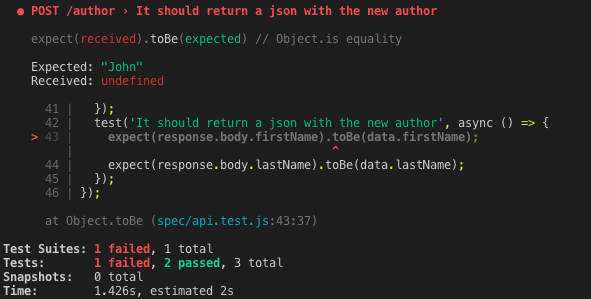 ● POST /author › It should return a json with the new author
expect(received).toBe(expected) // Object.is equality
Expected: "John"
Received: undefined
41 |   });
42 |   test('It should return a json with the new author', async () => {
> 43 |     expect(response.body.firstName).toBe(data.firstName);
|                                     ^
44 |     expect(response.body.lastName).toBe(data.lastName);
45 |   });
46 | });
at Object.toBe (spec/api.test.js:43:37)
Test Suites: 1 failed, 1 total
Tests:       1 failed, 2 passed, 3 total
Snapshots:   0 total
Time:        1.426s, estimated 2s